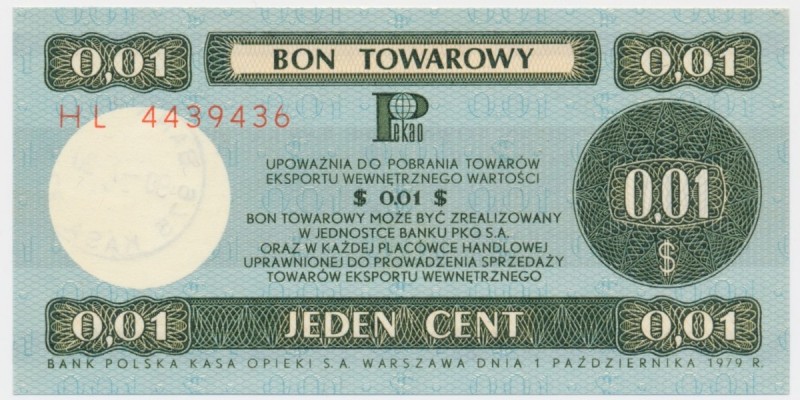 0,01 BON TOWAROWY 0,01
HL 4439436
Pekao
UPOWAŻNIA DO POBRANIA TOWARÓW
EKSPORTU WEWNĘTRZNEGO WARTOŚCI
$ 0.01 $
BON TOWAROWY MOŻE BYĆ ZREALIZOWANY
W JEDNOSTCE BANKU PKO S.A.
ORAZ W KAŻDEJ PLACÓWCE HANDLOWEJ
UPRAWNIONEJ DO PROWADZENIA SPRZEDAŻY
TOWARÓW EKSPORTU WEWNĘTRZNEGO
0,01
$
0,01 JEDEN CENT 0,01
BANK POLSKA KASA OPIEKI S.A. WARSZAWA DNIA 1 PAŹDZIERNIKA 1979 R.